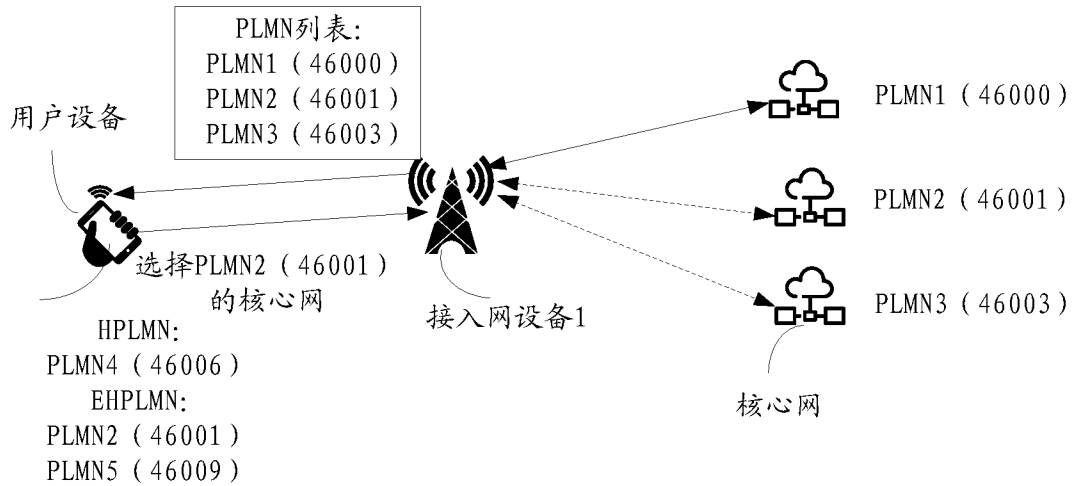 PLMN列表:
PLMN1（46000）
PLMN2（46001）
PLMN3（46003）
用户设备
选择PLMN2（46001）
的核心网
HPLMN:
PLMN4（46006）
EHPLMN:
PLMN2（46001）
PLMN5（46009）
接入网设备1
PLMN1（46000）
PLMN2（46001）
PLMN3（46003）
核心网